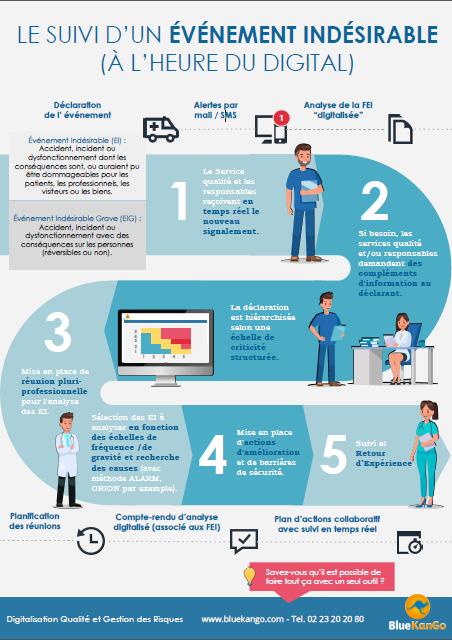 LE SUIVI D'UN ÉVÉNEMENT INDÉSIRABLE
(À L'HEURE DU DIGITAL)
Déclaration
de l' événement
Alertes par
mail / SMS
1
Analyse de la FEI
"digitalisée"
Événement Indésirable (EI) :
Accident, incident ou
dysfonctionnement dont les
conséquences sont, ou auraient pu
être dommageables pour les
patients, les professionnels, les
visiteurs ou les biens.
Événement Indésirable Grave (EIG) :
Accident, incident ou
dysfonctionnement avec des
conséquences sur les personnes
(réversibles ou non).
1
Le Service
qualité et les
responsables
reçoivent en
temps réel le
nouveau
signalement.
2
Si besoin, les
services qualité
et/ou responsables
demandent des
compléments
d'information au
déclarant.
La déclaration
est hiérarchisée
selon une
échelle de
criticité
structurée.
3
Mise en place de
réunion pluri-
professionnelle
pour l'analyse
des EI.
Sélection des EI à
analyser en fonction
des échelles de
fréquence /de
gravité et recherche
des causes (avec
méthode ALARM,
ORION par exemple).
4
Mise en place
d'actions
d'amélioration
et de barrières
de sécurité.
5
Suivi et
Retour
d'Expérience
Planification
des réunions
Compte-rendu d'analyse
digitalisé (associé aux FEI)
Plan d'actions collaboratif
avec suivi en temps réel
Savez-vous qu'il est possible de
faire tout ça avec un seul outil ?
Digitalisation Qualité et Gestion des Risques
www.bluekango.com - Tel. 02 23 20 20 80
BlueKanGo